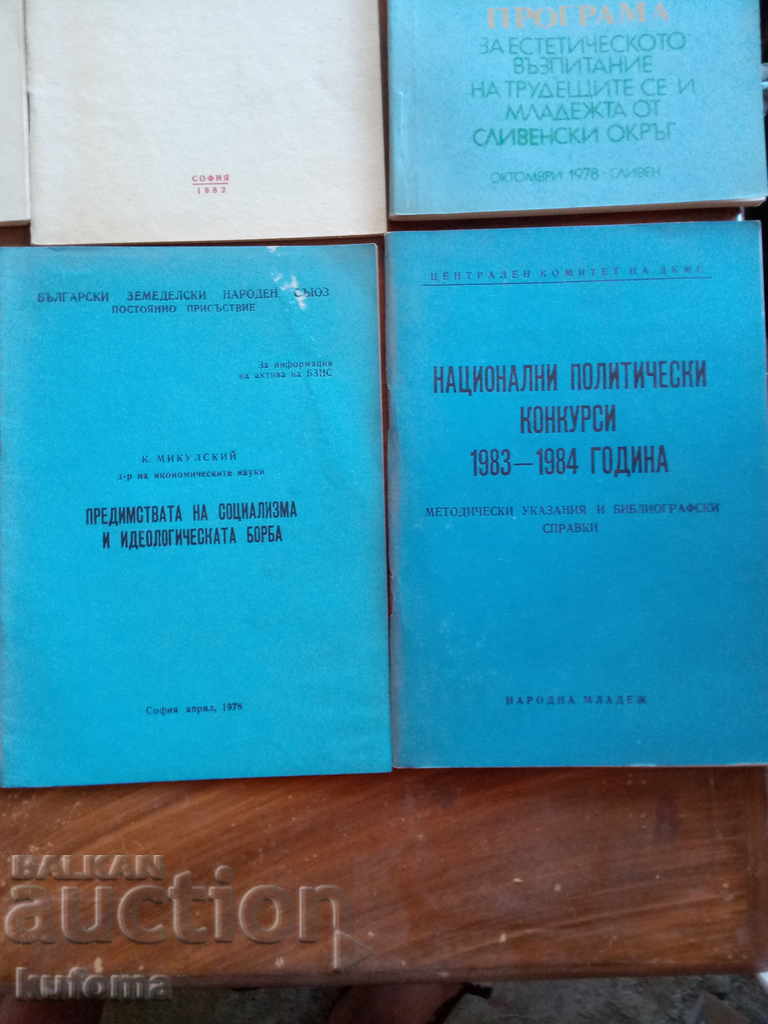 СОФИЯ
1982
ПРОГРАМА
ЗА ЕСТЕТИЧЕСКОТО
ВЪЗПИТАНИЕ
НА ТРУДЕЩИТЕ СЕ И
МЛАДЕЖТА ОТ
СЛИВЕНСКИ ОКРЪГ
ОКТОМВРИ 1978 - СЛИВЕН
БЪЛГАРСКИ ЗЕМЕДЕЛСКИ НАРОДЕН СЪЮЗ
ПОСТОЯННО ПРИСЪСТВИЕ
За информация
на актива на БЗНС
К. МИКУЛСКИЙ
д-р на икономическите науки
ПРЕДИМСТВАТА НА СОЦИАЛИЗМА
И ИДЕОЛОГИЧЕСКАТА БОРБА
София април, 1978
ЦЕНТРАЛЕН КОМИТЕТ НА ДКМС
НАЦИОНАЛНИ ПОЛИТИЧЕСКИ
КОНКУРСИ
1983—1984 ГОДИНА
МЕТОДИЧЕСКИ УКАЗАНИЯ И БИБЛИОГРАФСКИ
СПРАВКИ
НАРОДНА МЛАДЕЖ
BALKAN
auction
kufomia